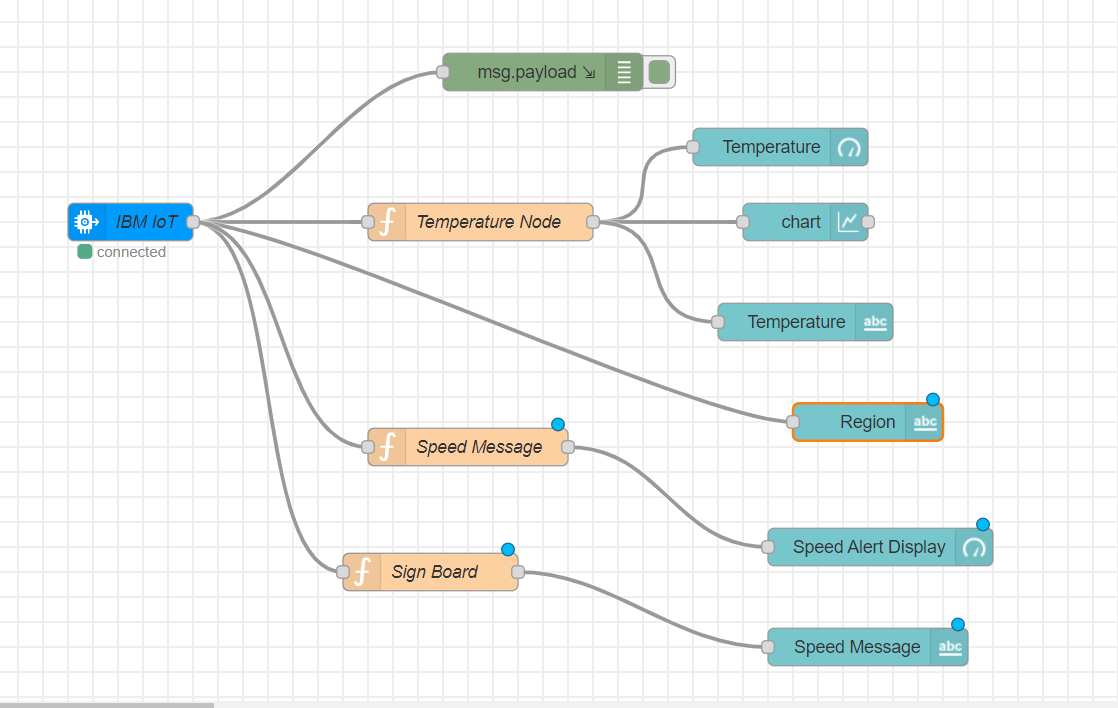 msg.payload
Temperature
IBM IoT
Temperature Node
chart
connected
Temperature abc
Region abc
Speed Message
Speed Alert Display
Sign Board
Speed Message abc